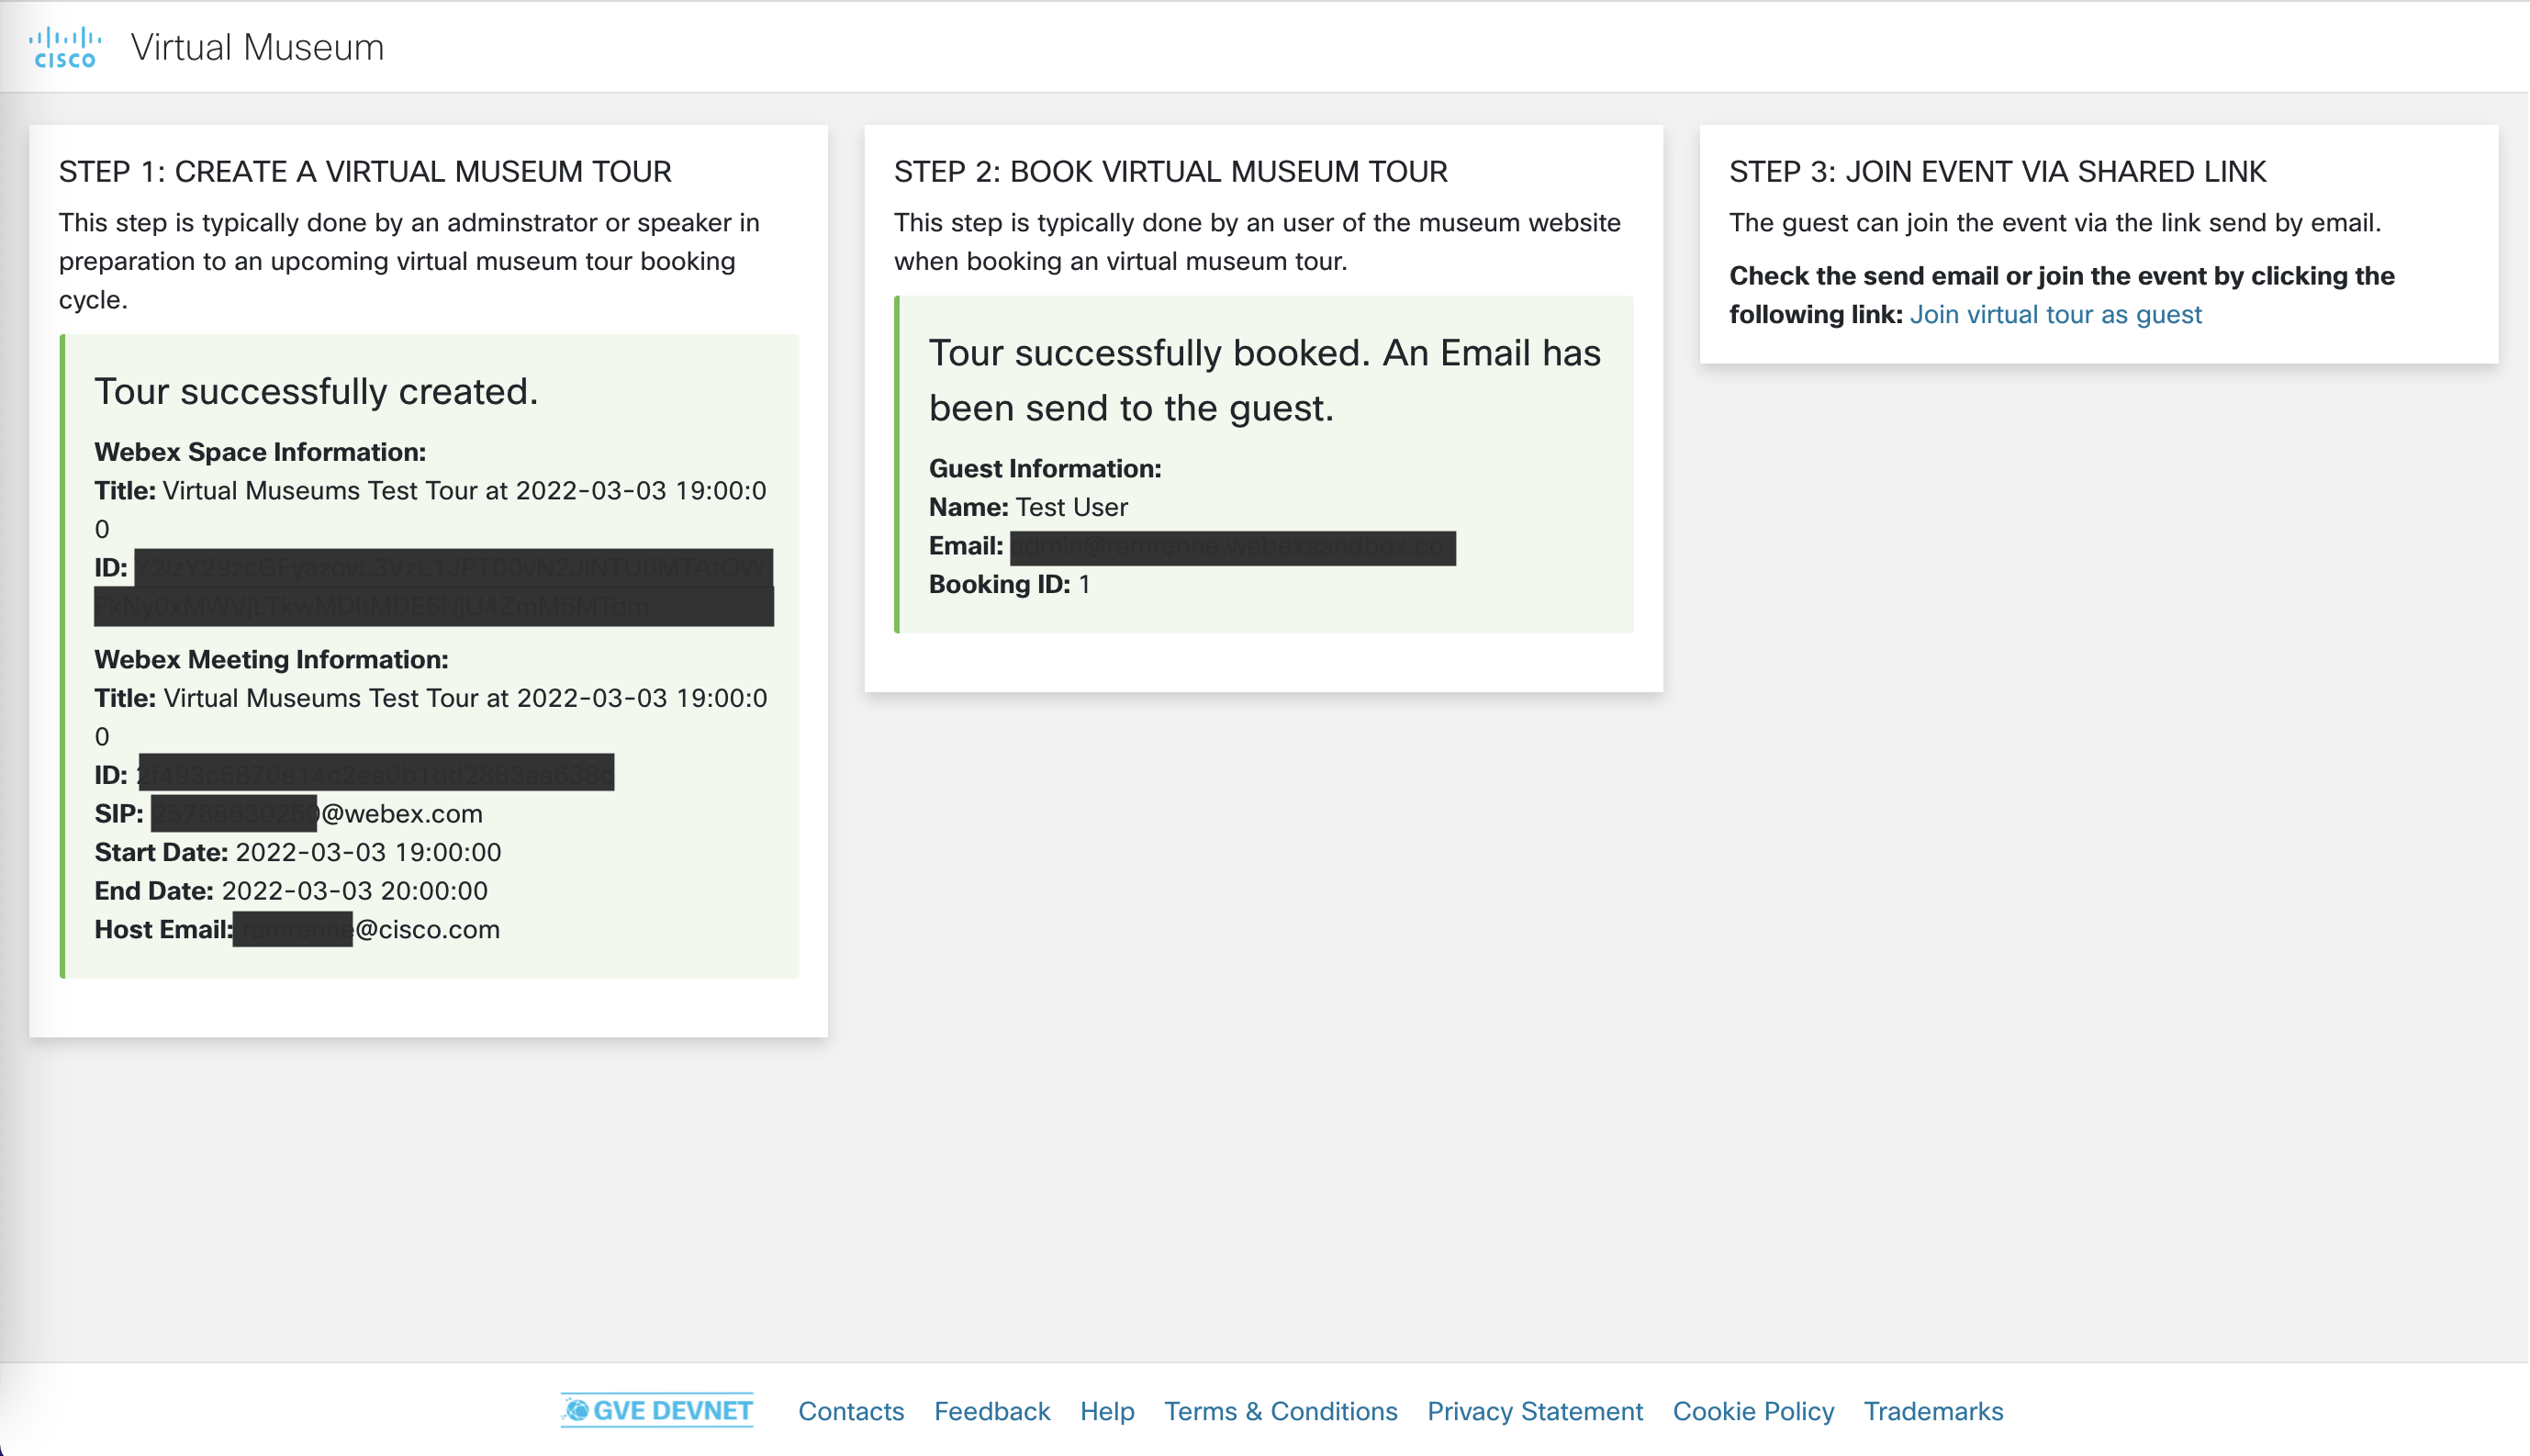 CISCO
Virtual Museum
STEP 1: CREATE A VIRTUAL MUSEUM TOUR
This step is typically done by an adminstrator or speaker in
preparation to an upcoming virtual museum tour booking
cycle.
Tour successfully created.
Webex Space Information:
Title: Virtual Museums Test Tour at 2022-03-03 19:00:0
0
ID:
Webex Meeting Information:
Title: Virtual Museums Test Tour at 2022-03-03 19:00:0
0
ID:
SIP: @webex.com
Start Date: 2022-03-03 19:00:00
End Date: 2022-03-03 20:00:00
Host Email: @cisco.com
STEP 2: BOOK VIRTUAL MUSEUM TOUR
This step is typically done by an user of the museum website
when booking an virtual museum tour.
Tour successfully booked. An Email has
been send to the guest.
Guest Information:
Name: Test User
Email:
Booking ID: 1
STEP 3: JOIN EVENT VIA SHARED LINK
The guest can join the event via the link send by email.
Check the send email or join the event by clicking the
following link: Join virtual tour as guest
GVE DEVNET Contacts Feedback Help Terms & Conditions Privacy Statement Cookie Policy Trademarks